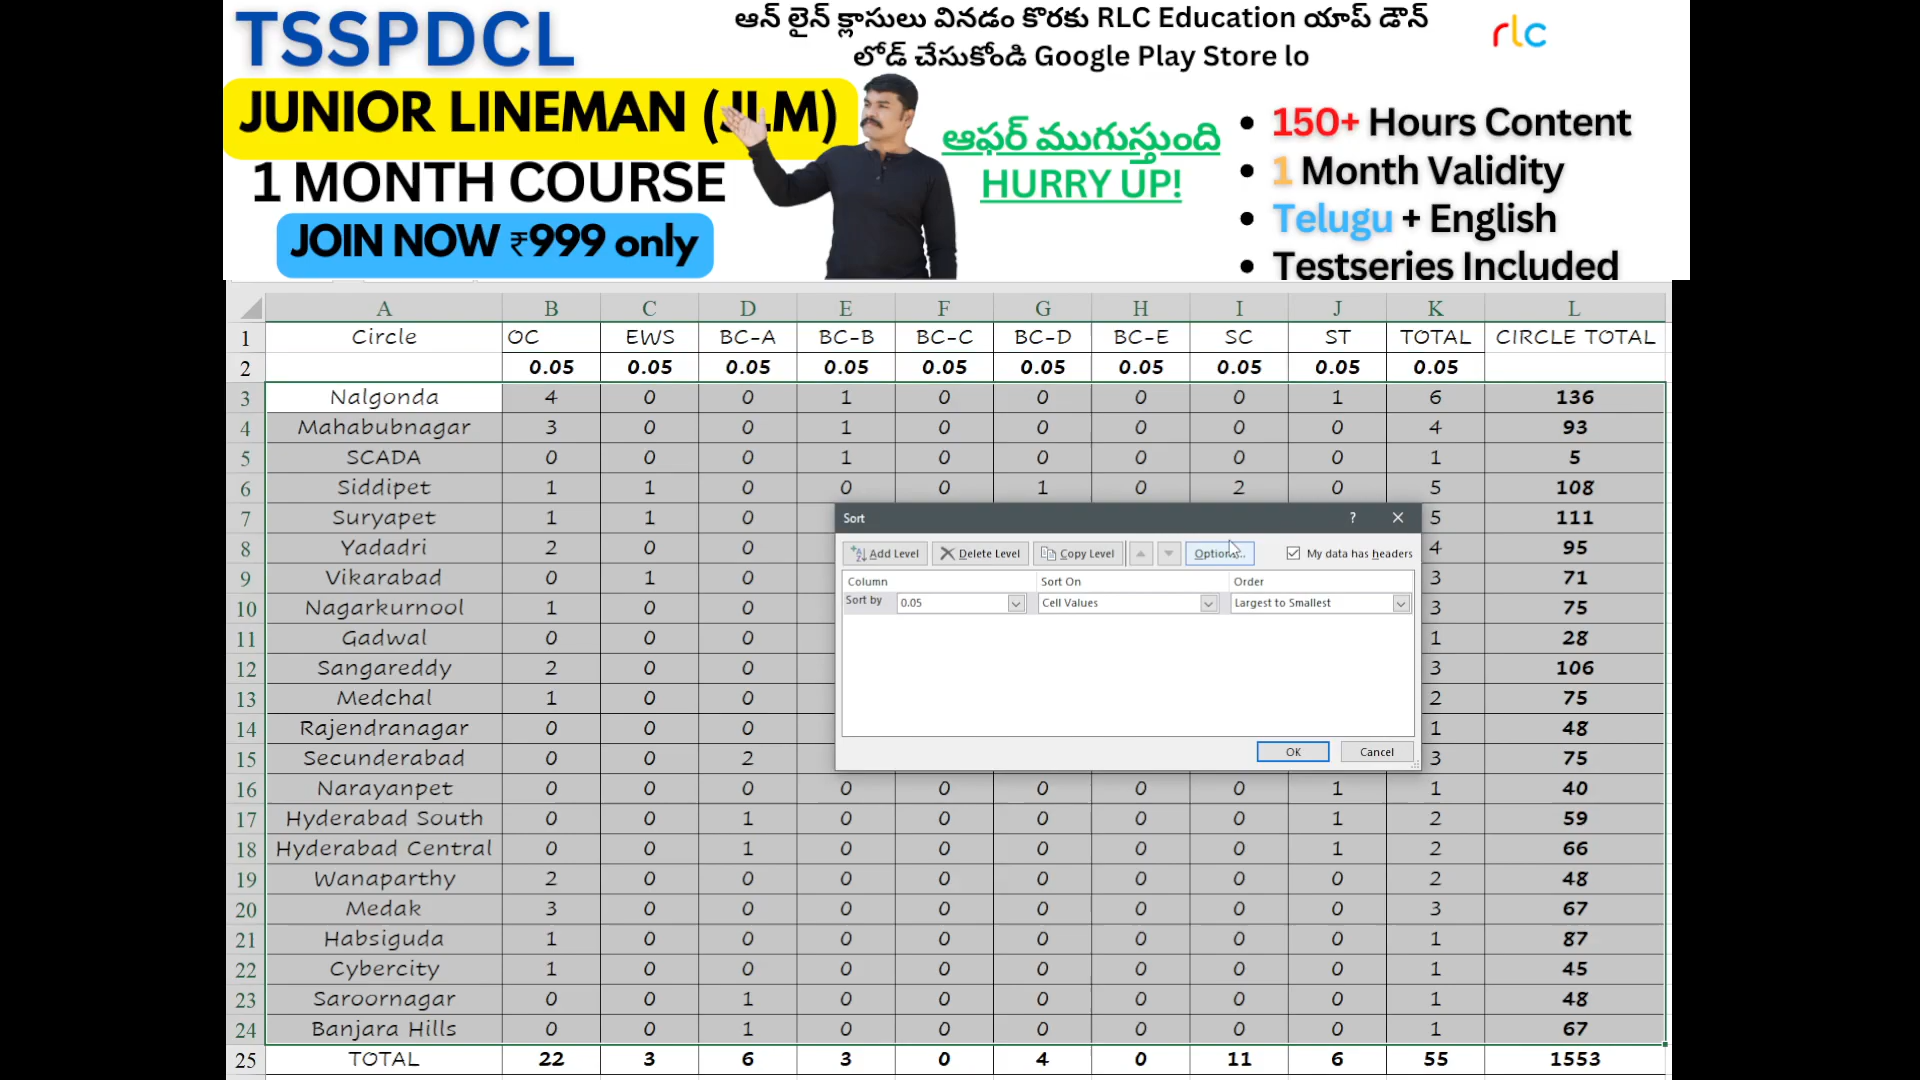 TSSPDCL
ఆన్ లైన్ క్లాసులు వినడం కొరకు RLC Education యాప్ డౌన్
లోడ్ చేసుకోండి Google Play Store lo
rlc
JUNIOR LINEMAN (JLM)
1 MONTH COURSE
JOIN NOW ₹999 only
ఆఫర్ ముగుస్తుంది
HURRY UP!
• 150+ Hours Content
• 1 Month Validity
• Telugu + English
• Testseries Included
A B C D E F G H I J K L
1 Circle OC EWS BC-A BC-B BC-C BC-D BC-E SC ST TOTAL CIRCLE TOTAL
2 0.05 0.05 0.05 0.05 0.05 0.05 0.05 0.05 0.05 0.05
3 Nalgonda 4 0 0 1 0 0 0 0 1 6 136
4 Mahabubnagar 3 0 0 1 0 0 0 0 0 4 93
5 SCADA 0 0 0 1 0 0 0 0 0 1 5
6 Siddipet 1 1 0 0 0 1 0 2 0 5 108
7 Suryapet 1 1 0 5 111
8 Yadadri 2 0 0 4 95
9 Vikarabad 0 1 0 3 71
10 Nagarkurnool 1 0 0 3 75
11 Gadwal 0 0 0 1 28
12 Sangareddy 2 0 0 3 106
13 Medchal 1 0 0 2 75
14 Rajendranagar 0 0 0 1 48
15 Secunderabad 0 0 2 3 75
16 Narayanpet 0 0 0 0 0 0 0 0 1 1 40
17 Hyderabad South 0 0 1 0 0 0 0 0 1 2 59
18 Hyderabad Central 0 0 1 0 0 0 0 0 1 2 66
19 Wanaparthy 2 0 0 0 0 0 0 0 0 2 48
20 Medak 3 0 0 0 0 0 0 0 0 3 67
21 Habsiguda 1 0 0 0 0 0 0 0 0 1 87
22 Cybercity 1 0 0 0 0 0 0 0 0 1 45
23 Saroornagar 0 0 1 0 0 0 0 0 0 1 48
24 Banjara Hills 0 0 1 0 0 0 0 0 0 1 67
25 TOTAL 22 3 6 3 0 4 0 11 6 55 1553
Sort ?
Add Level Delete Level Copy Level Options... My data has headers
Column Sort On Order
Sort by 0.05 Cell Values Largest to Smallest
OK Cancel